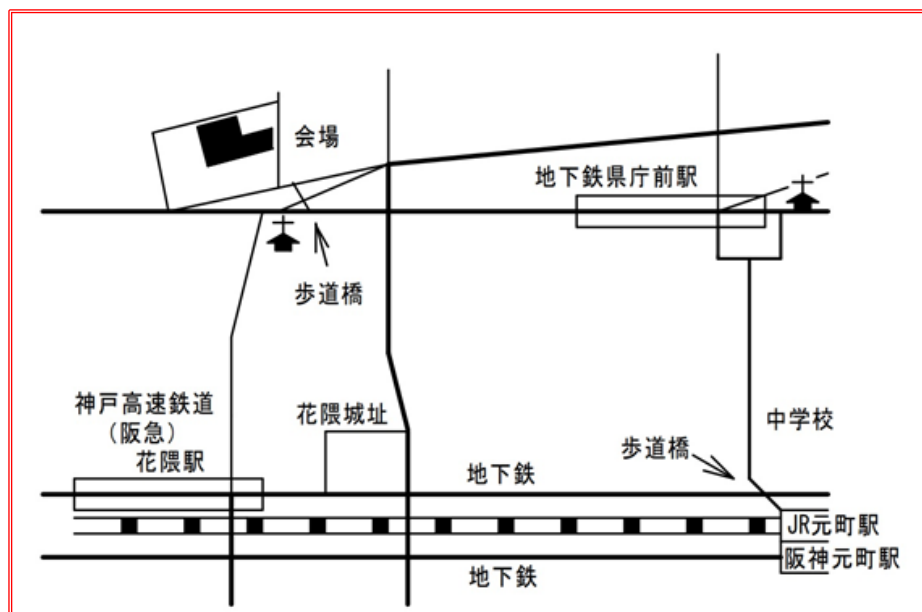 会場
地下鉄県庁前駅
歩道橋
神戸高速鉄道
（阪急）
花隈駅
花隈城址
中学校
歩道橋
地下鉄
JR元町駅
阪神元町駅
地下鉄